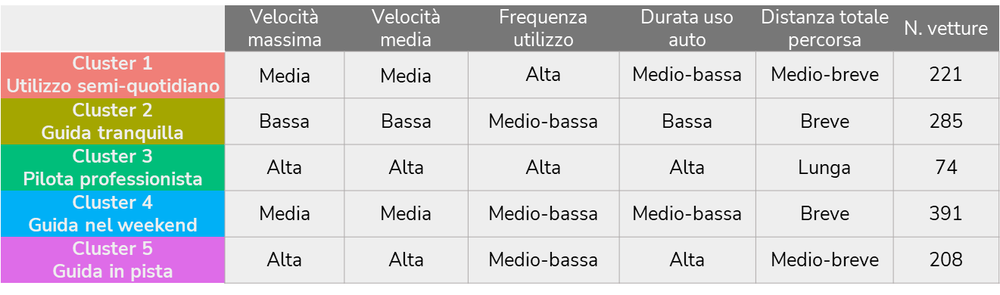 Velocità massima
Velocità media
Frequenza utilizzo
Durata uso auto
Distanza totale percorsa
N. vetture
Cluster 1
Utilizzo semi-quotidiano
Media
Media
Alta
Medio-bassa
Medio-breve
221
Cluster 2
Guida tranquilla
Bassa
Bassa
Medio-bassa
Bassa
Breve
285
Cluster 3
Pilota professionista
Alta
Alta
Alta
Alta
Lunga
74
Cluster 4
Guida nel weekend
Media
Media
Medio-bassa
Medio-bassa
Breve
391
Cluster 5
Guida in pista
Alta
Alta
Medio-bassa
Alta
Medio-breve
208